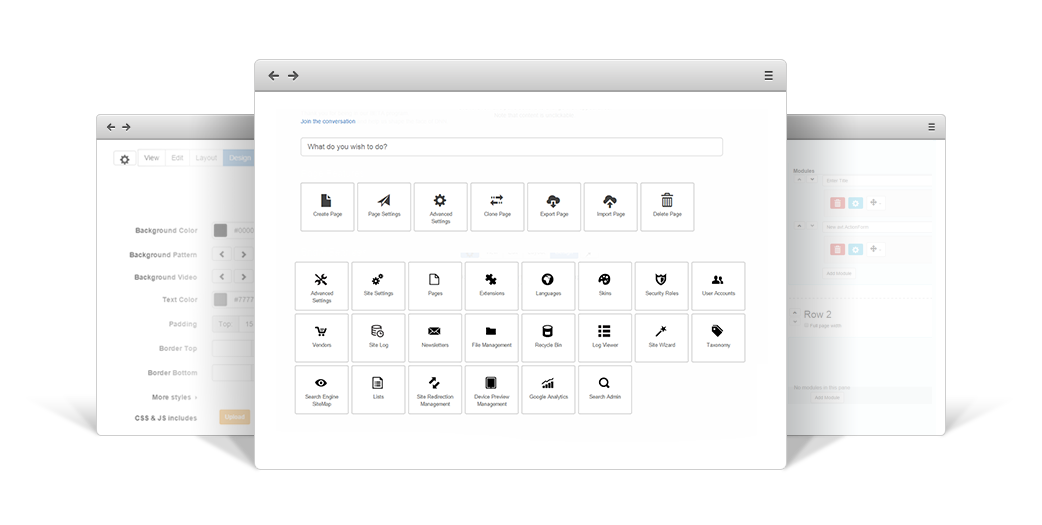 Join the conversation
What do you wish to do?
Create Page
Page Settings
Advanced
Settings
Clone Page
Export Page
Import Page
Delete Page
Advanced
Settings
Site Settings
Pages
Extensions
Languages
Skins
Security Roles
User Accounts
Vendors
Site Log
Newsletters
File Management
Recycle Bin
Log Viewer
Site Wizard
Taxonomy
Search Engine
SiteMap
Lists
Site Redirection
Management
Device Preview
Management
Google Analytics
Search Admin
View
Edit
Layout
Design
Background Color
#0000
Background Pattern
Background Video
Text Color
#7777
Padding
Top
15
Border Top
Border Bottom
More styles
CSS & JS includes
Upload
Modules
Enter Title
Add Module
Row 2
Full page width
My modules in this pane
Add Module